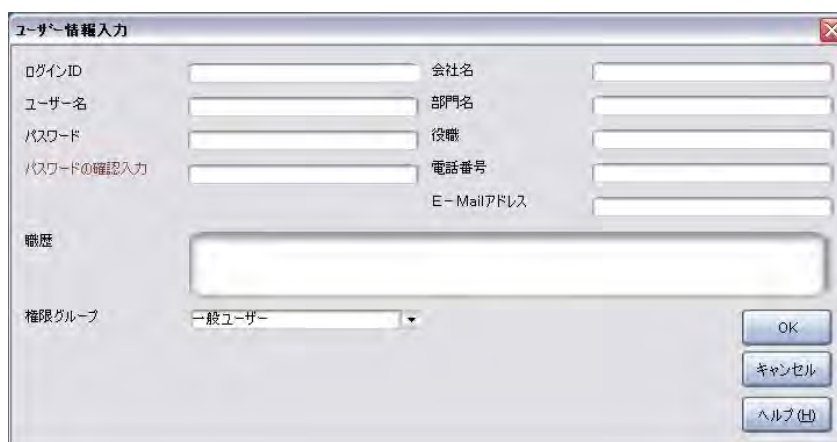 ユーザー情報入力
ログインID
会社名
ユーザー名
部門名
パスワード
役職
パスワードの確認入力
電話番号
E－Mailアドレス
職歴
権限グループ
一般ユーザー
OK
キャンセル
ヘルプ(H)